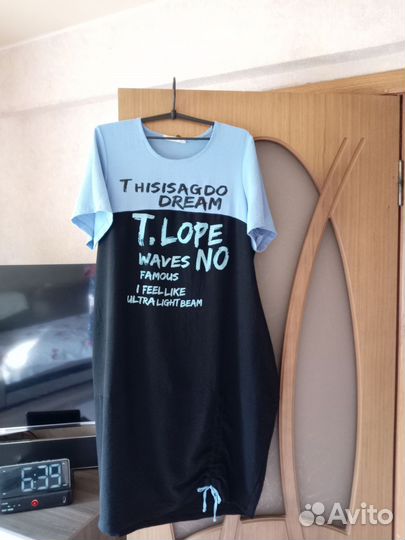 THISISAGDO
DREAM
T.LOPE
WAVES NO
FAMOUS
I FEEL LIKE
ULTRA LIGHT BEAM
6:39
Avito